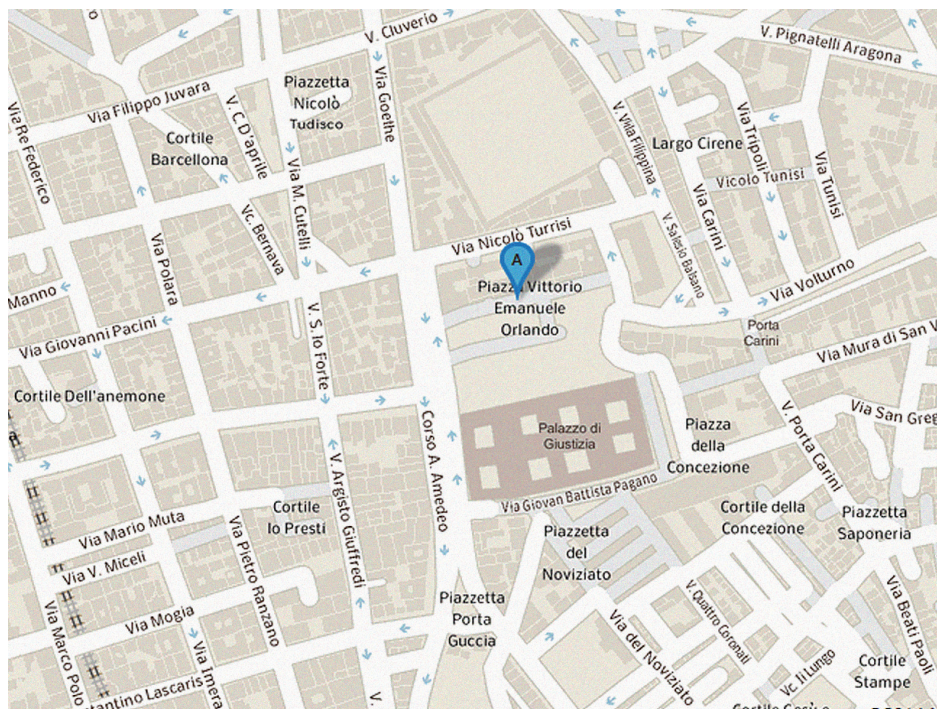 V. Cluverio
V. Pignatelli Aragona
Piazzetta
Nicolò
Tudisco
Via Goethe
Via Filippo Juvara
Via Re Federico
V. C.D'aprile
Cortile
Barcellona
V. Villa Filippina
Largo Cirene
Via Tripoli
Vicolo Tunisi
Via Tunisi
Via M. Cutelli
Via Carini
V. Salesio Balsano
Vc. Bernava
Via Polara
Via Nicolò Turrisi
A
Piazza Vittorio
Emanuele
Orlando
Via Volturno
Manno
Via Giovanni Pacini
V. S. lo Forte
Porta
Carini
Via Mura di San V
Cortile Dell'anemone
Corso A. Amedeo
Palazzo di
Giustizia
Piazza
della
Concezione
V. Porta Carini
Via San Greg
V. Argisto Giuffredi
Via Giovan Battista Pagano
Cortile
lo Presti
Via Mario Muta
Via Pietro Ranzano
Via V. Miceli
Piazzetta
del
Noviziato
Cortile della
Concezione
Piazzetta
Saponeria
Via Mogia
Via Marco Polo
Via Imera
Piazzetta
Porta
Guccia
Via del Noviziato
V. Quattro Coronati
Via Beati Paoli
Vc. Il Lungo
Cortile
Stampe
stantino Lascaris
V.